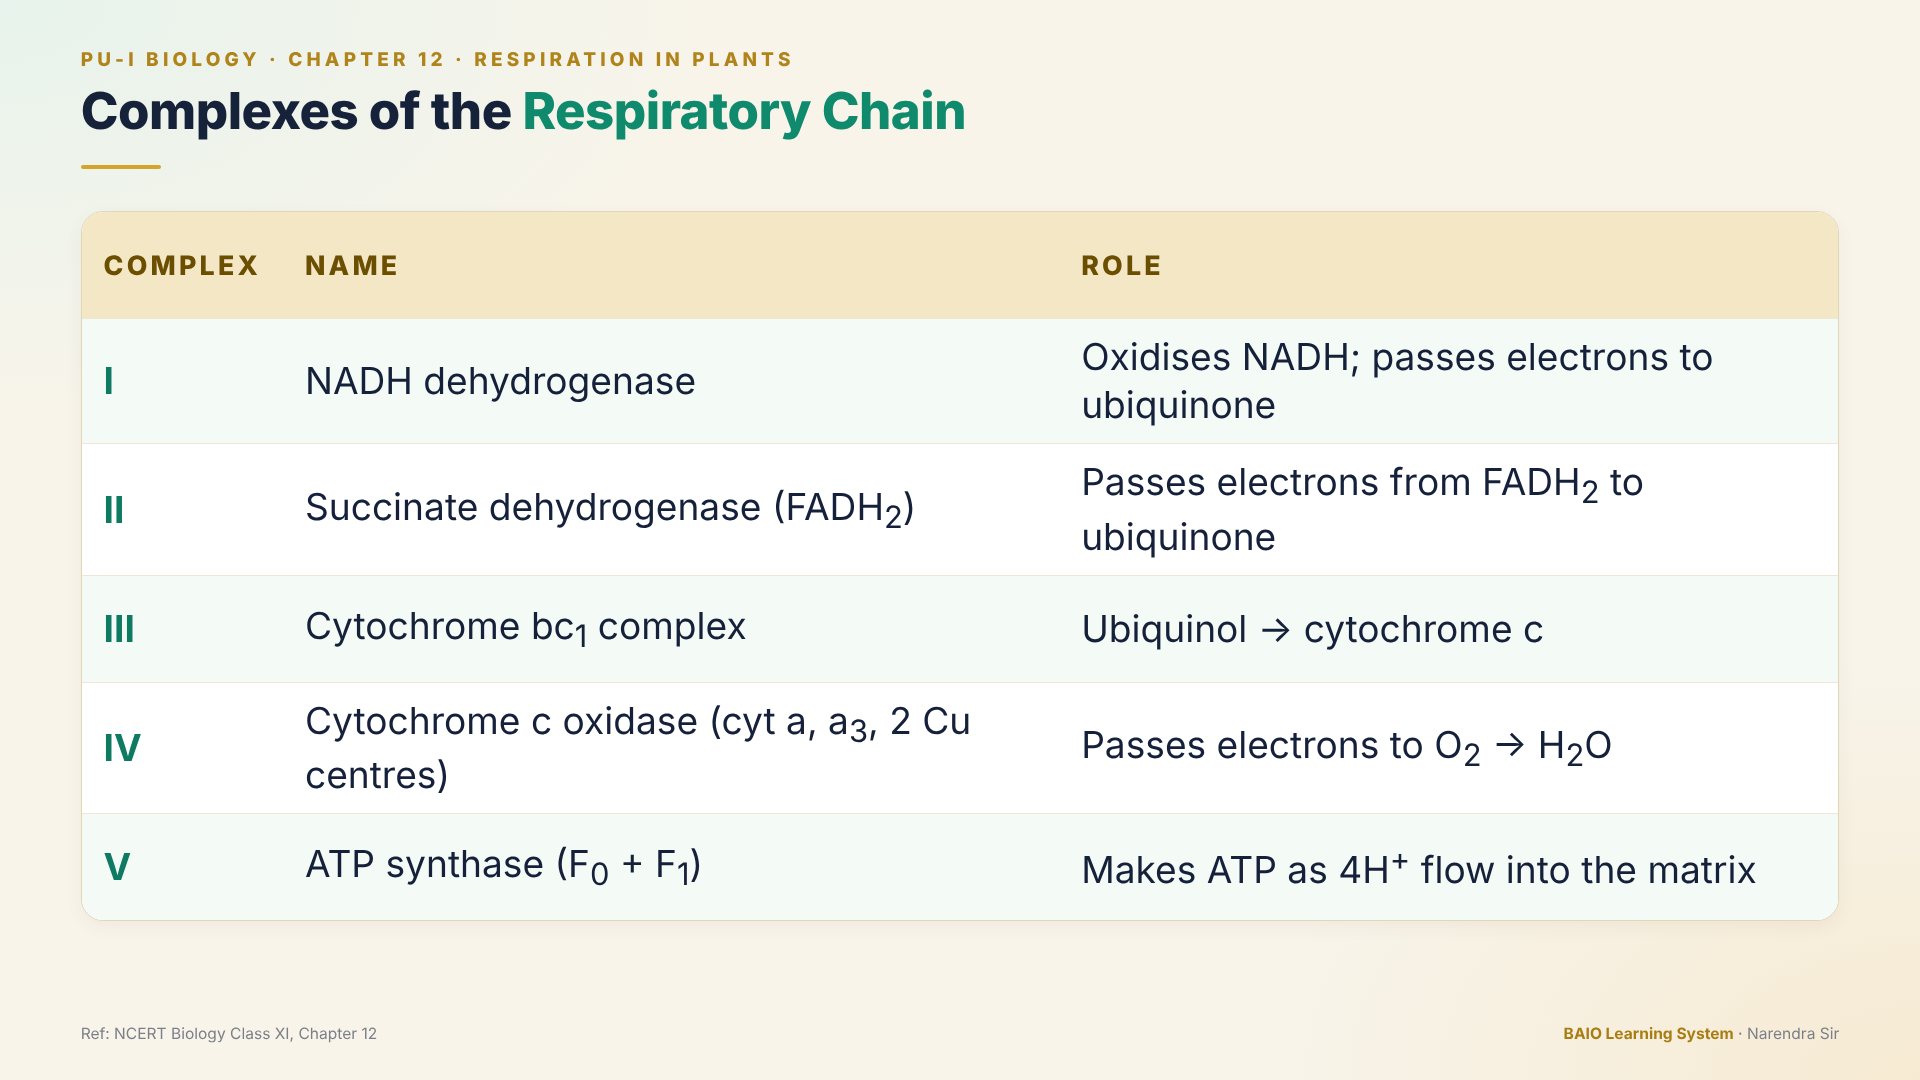 PU-I BIOLOGY · CHAPTER 12 · RESPIRATION IN PLANTS
Complexes of the Respiratory Chain
COMPLEX NAME ROLE
I NADH dehydrogenase Oxidises NADH; passes electrons to
ubiquinone
II Succinate dehydrogenase (FADH₂) Passes electrons from FADH₂ to
ubiquinone
III Cytochrome bc₁ complex Ubiquinol → cytochrome c
IV Cytochrome c oxidase (cyt a, a₃, 2 Cu
centres) Passes electrons to O₂ → H₂O
V ATP synthase (F₀ + F₁) Makes ATP as 4H⁺ flow into the matrix
Ref: NCERT Biology Class XI, Chapter 12
BAIO Learning System · Narendra Sir